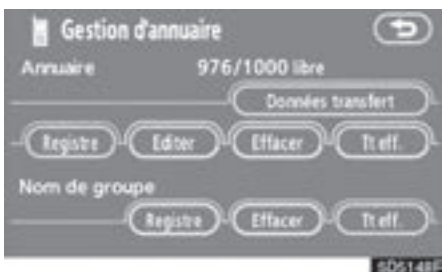 Gestion d'annuaire
Annuaire 976/1000 libre
Données transfert
Registre Editer Effacer Tt eff.
Nom de groupe
Registre Effacer Tt eff.
SD5148F